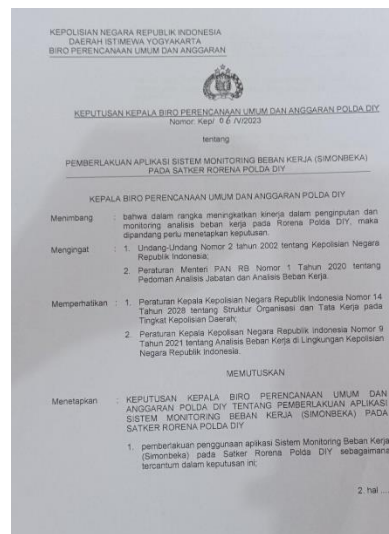 KEPOLISIAN NEGARA REPUBLIK INDONESIA
DAERAH ISTIMEWA YOGYAKARTA
BIRO PERENCANAAN UMUM DAN ANGGARAN
KEPUTUSAN KEPALA BIRO PERENCANAAN UMUM DAN ANGGARAN POLDA DIY
Nomor: Kep/ 06 /V/2023
tentang
PEMBERLAKUAN APLIKASI SISTEM MONITORING BEBAN KERJA (SIMONBEKA)
PADA SATKER RORENA POLDA DIY
KEPALA BIRO PERENCANAAN UMUM DAN ANGGARAN POLDA DIY
Menimbang : bahwa dalam rangka meningkatkan kinerja dalam penginputan dan
monitoring analisis beban kerja pada Rorena Polda DIY, maka
dipandang perlu menetapkan keputusan.
Mengingat : 1. Undang-Undang Nomor 2 tahun 2002 tentang Kepolisian Negara
Republik Indonesia;
2. Peraturan Menteri PAN RB Nomor 1 Tahun 2020 tentang
Pedoman Analisis Jabatan dan Analisis Beban Kerja.
Memperhatikan : 1. Peraturan Kepala Kepolisian Negara Republik Indonesia Nomor 14
Tahun 2028 tentang Struktur Organisasi dan Tata Kerja pada
Tingkat Kepolisian Daerah;
2. Peraturan Kepala Kepolisan Negara Republik Indonesia Nomor 9
Tahun 2021 tentang Analisis Beban Kerja di Lingkungan Kepolisian
Negara Republik Indonesia.
MEMUTUSKAN
Menetapkan : KEPUTUSAN KEPALA BIRO PERENCANAAN UMUM DAN
ANGGARAN POLDA DIY TENTANG PEMBERLAKUAN APLIKASI
SISTEM MONITORING BEBAN KERJA (SIMONBEKA) PADA
SATKER RORENA POLDA DIY
1. pemberlakuan penggunaan aplikasi Sistem Monitoring Beban Kerja
(Simonbeka) pada Satker Rorena Polda DIY sebagaimana
tercantum dalam keputusan ini;
2. hal ....